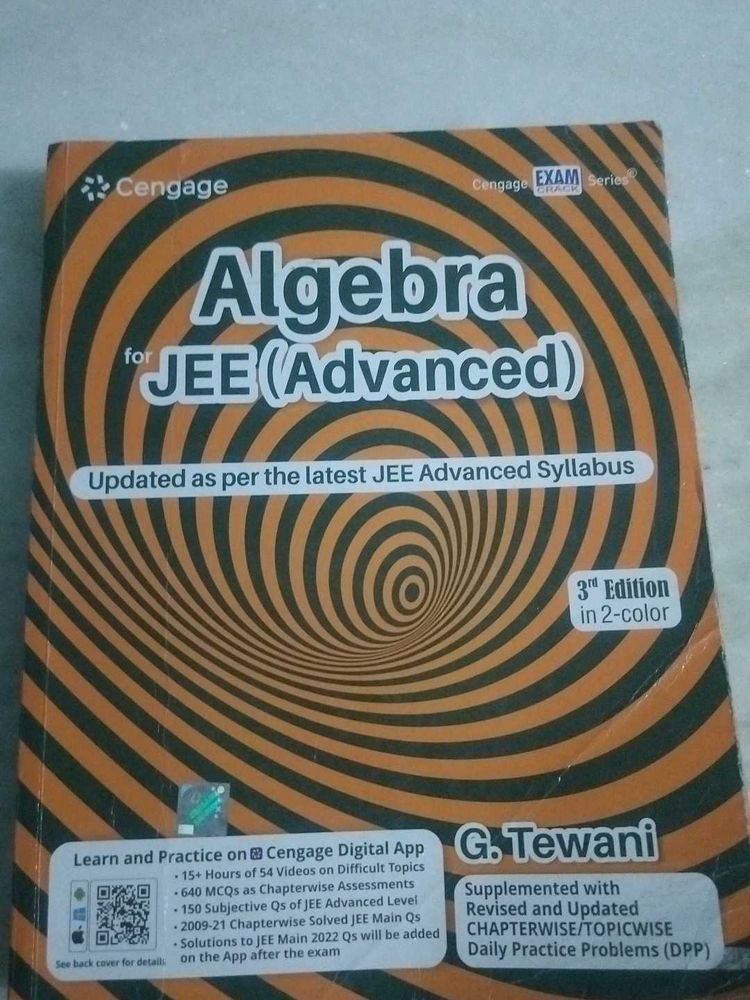 Cengage
Cengage EXAM CRACK Series®
Algebra
for JEE (Advanced)
Updated as per the latest JEE Advanced Syllabus
3rd Edition
in 2-color
G. Tewani
Learn and Practice on Cengage Digital App
• 15+ Hours of 54 Videos on Difficult Topics
• 640 MCQs as Chapterwise Assessments
• 150 Subjective Qs of JEE Advanced Level
• 2009-21 Chapterwise Solved JEE Main Qs
• Solutions to JEE Main 2022 Qs will be added
on the App after the exam
See back cover for details
Supplemented with
Revised and Updated
CHAPTERWISE/TOPICWISE
Daily Practice Problems (DPP)